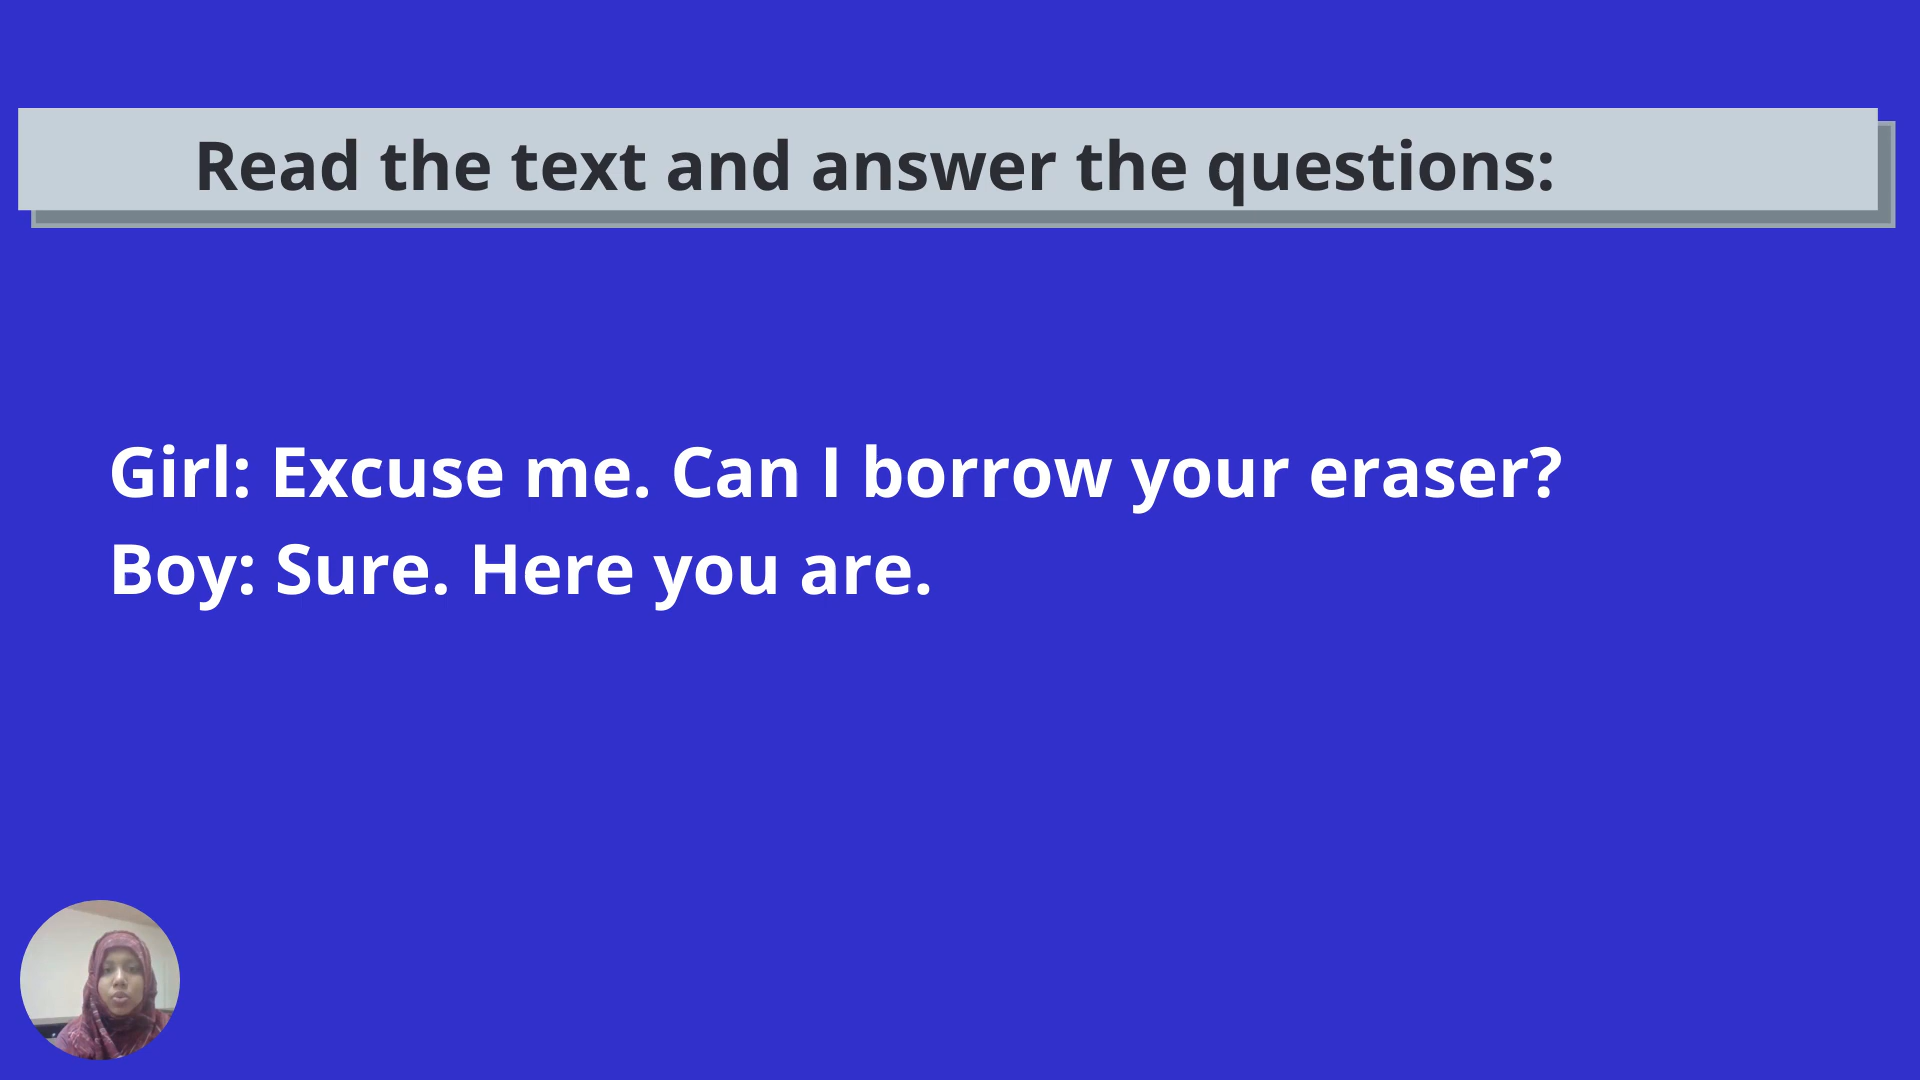 Read the text and answer the questions:
Girl: Excuse me. Can I borrow your eraser?
Boy: Sure. Here you are.